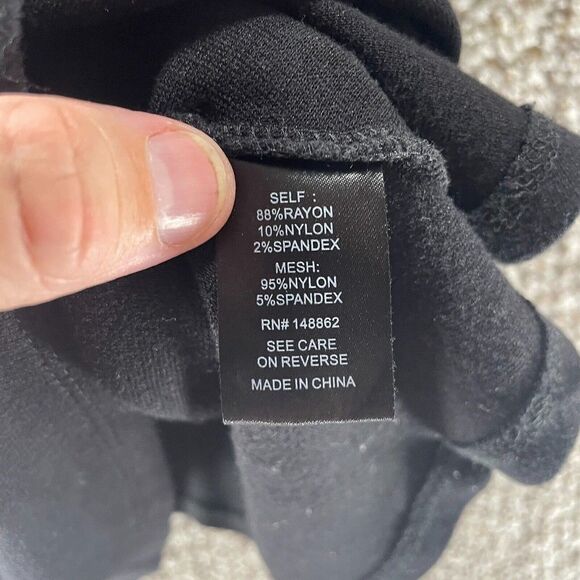 SELF :
88%RAYON
10%NYLON
2%SPANDEX
MESH:
95%NYLON
5%SPANDEX
RN# 148862
SEE CARE
ON REVERSE
MADE IN CHINA